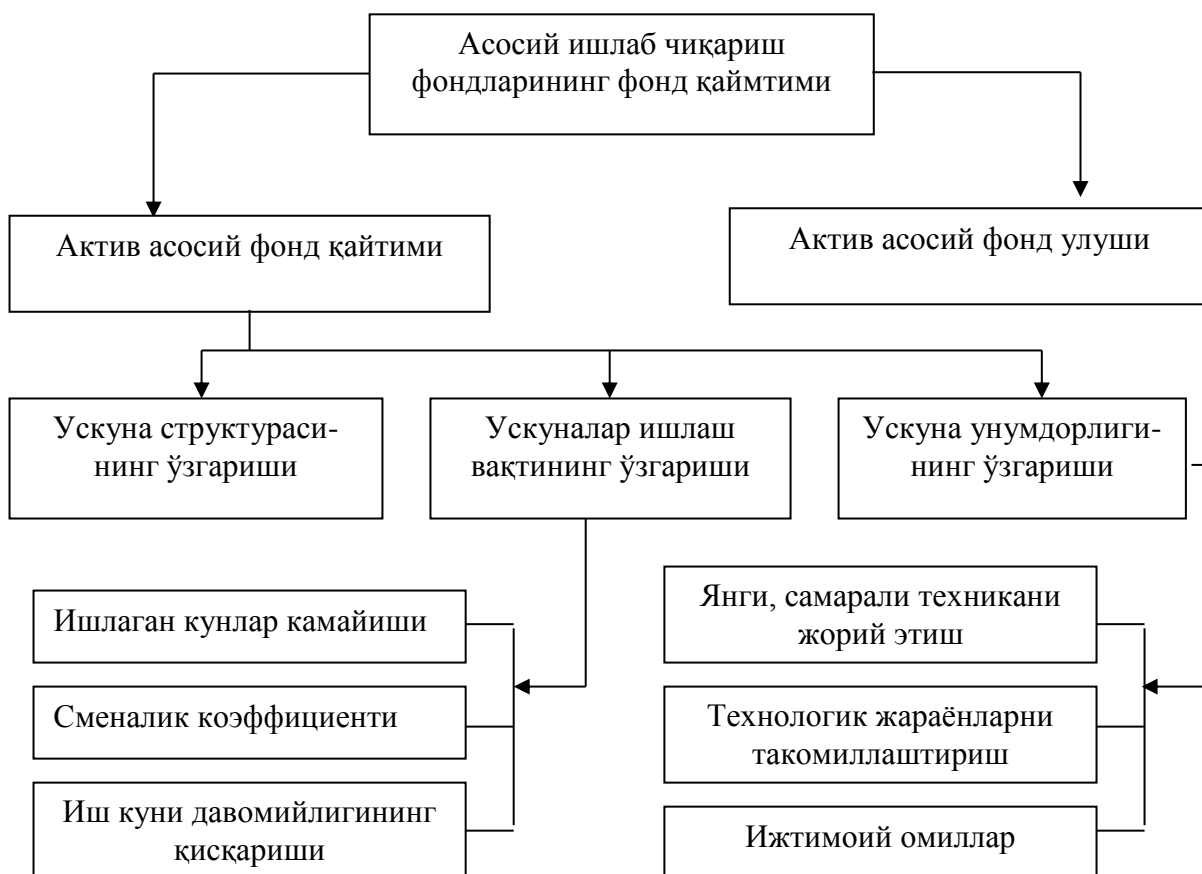 Асосий ишлаб чиқариш
фондларининг фонд қаймтими
Актив асосий фонд қайтими
Актив асосий фонд улуши
Ускуна структураси-
нинг ўзгариши
Ускуналар ишлаш
вақтининг ўзгариши
Ускуна унумдорлиги-
нинг ўзгариши
Ишлаган кунлар камайиши
Сменалик коэффициенти
Иш куни давомийлигининг
қисқариши
Янги, самарали техникани
жорий этиш
Технологик жараёнларни
такомиллаштириш
Ижтимоий омиллар